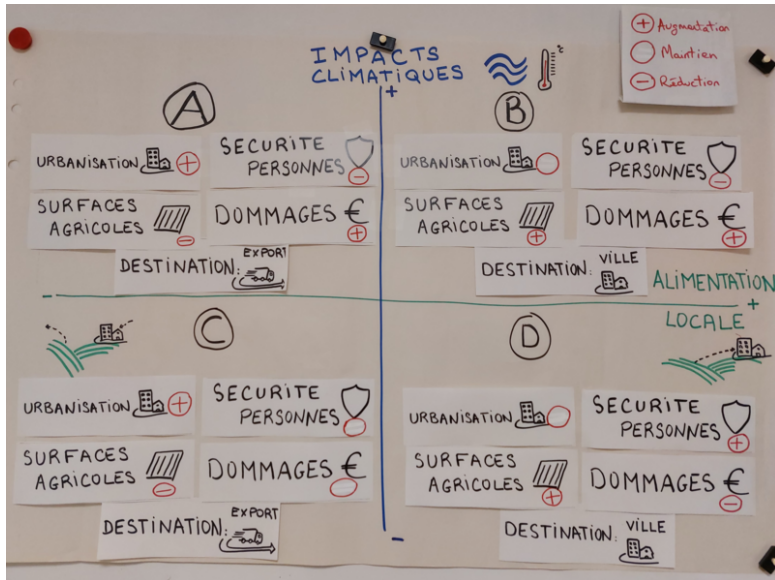 IMPACTS
CLIMATIQUES
+
°C
+ Augmentation
Maintien
- Réduction
A
URBANISATION +
SECURITE
PERSONNES -
SURFACES
AGRICOLES -
DOMMAGES € +
DESTINATION: EXPORT
B
URBANISATION
SECURITE
PERSONNES -
SURFACES
AGRICOLES +
DOMMAGES € +
DESTINATION: VILLE
-
ALIMENTATION
+
LOCALE
C
URBANISATION +
SECURITE
PERSONNES
SURFACES
AGRICOLES -
DOMMAGES €
DESTINATION: EXPORT
D
URBANISATION
SECURITE
PERSONNES +
SURFACES
AGRICOLES +
DOMMAGES € -
DESTINATION: VILLE
-